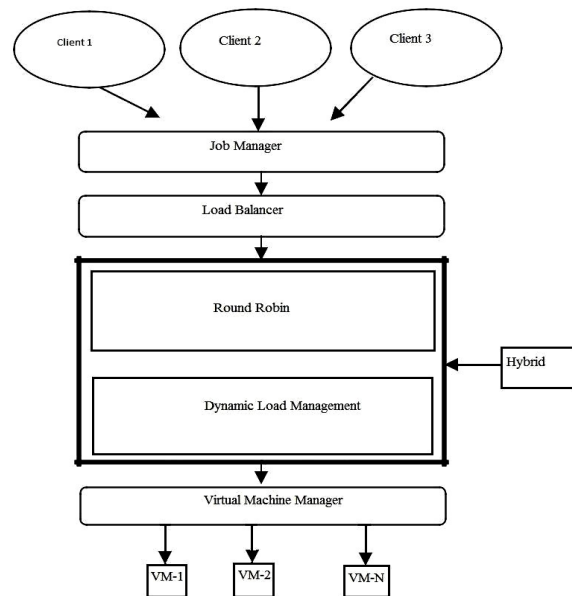 Client 1
Client 2
Client 3
Job Manager
Load Balancer
Round Robin
Hybrid
Dynamic Load Management
Virtual Machine Manager
VM-1
VM-2
VM-N